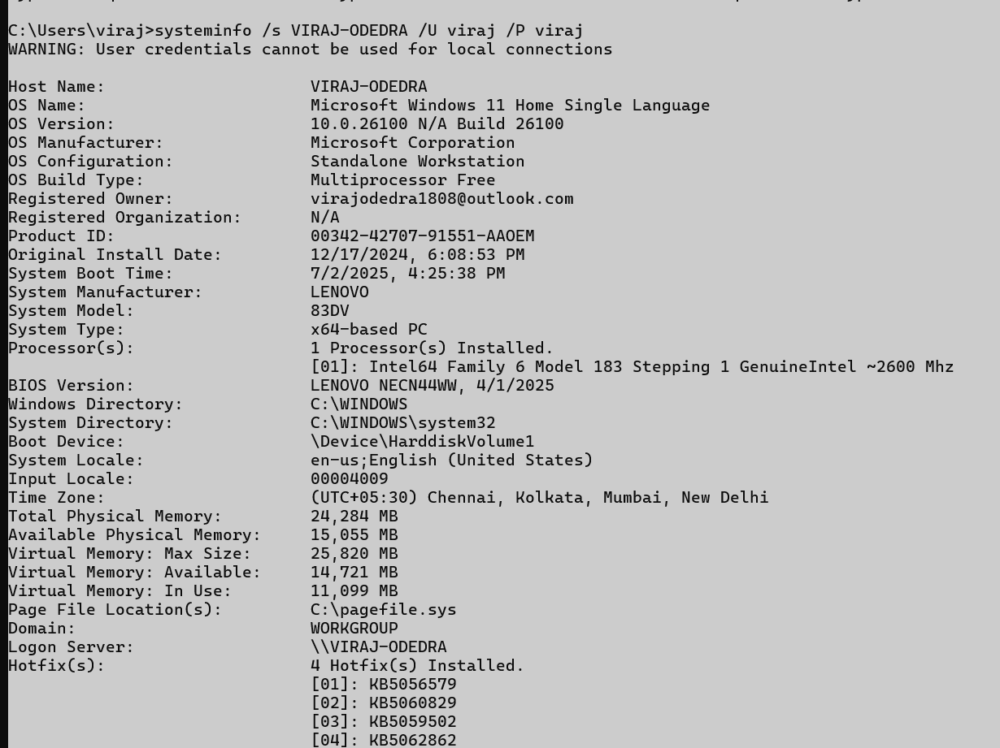 C:\Users\viraj>systeminfo /s VIRAJ-ODEDRA /U viraj /P viraj
WARNING: User credentials cannot be used for local connections
Host Name: VIRAJ-ODEDRA
OS Name: Microsoft Windows 11 Home Single Language
OS Version: 10.0.26100 N/A Build 26100
OS Manufacturer: Microsoft Corporation
OS Configuration: Standalone Workstation
OS Build Type: Multiprocessor Free
Registered Owner: virajodedra1808@outlook.com
Registered Organization: N/A
Product ID: 00342-42707-91551-AAOEM
Original Install Date: 12/17/2024, 6:08:53 PM
System Boot Time: 7/2/2025, 4:25:38 PM
System Manufacturer: LENOVO
System Model: 83DV
System Type: x64-based PC
Processor(s): 1 Processor(s) Installed.
[01]: Intel64 Family 6 Model 183 Stepping 1 GenuineIntel ~2600 Mhz
BIOS Version: LENOVO NECN44WW, 4/1/2025
Windows Directory: C:\WINDOWS
System Directory: C:\WINDOWS\system32
Boot Device: \Device\HarddiskVolume1
System Locale: en-us;English (United States)
Input Locale: 00004009
Time Zone: (UTC+05:30) Chennai, Kolkata, Mumbai, New Delhi
Total Physical Memory: 24,284 MB
Available Physical Memory: 15,055 MB
Virtual Memory: Max Size: 25,820 MB
Virtual Memory: Available: 14,721 MB
Virtual Memory: In Use: 11,099 MB
Page File Location(s): C:\pagefile.sys
Domain: WORKGROUP
Logon Server: \\VIRAJ-ODEDRA
Hotfix(s): 4 Hotfix(s) Installed.
[01]: KB5056579
[02]: KB5060829
[03]: KB5059502
[04]: KB5062862